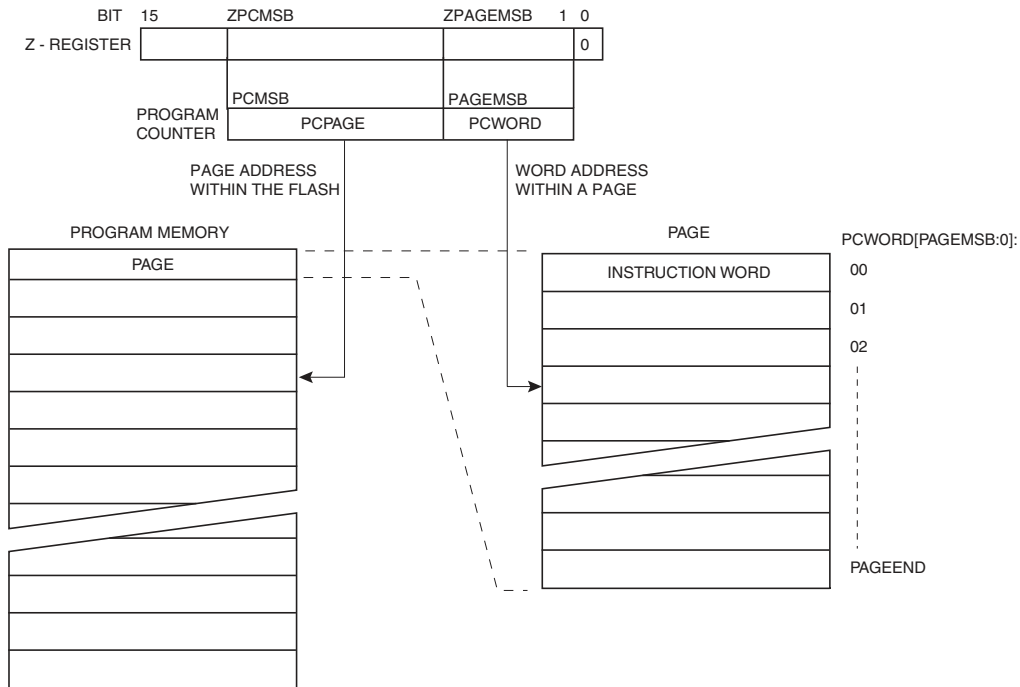 BIT 15 ZPCMSB ZPAGEMSB 1 0
Z - REGISTER 0
PCMSB PAGEMSB
PROGRAM
COUNTER
PCPAGE PCWORD
PAGE ADDRESS
WITHIN THE FLASH
WORD ADDRESS
WITHIN A PAGE
PROGRAM MEMORY
PAGE
PAGE
PCWORD[PAGEMSB:0]:
INSTRUCTION WORD 00
01
02
PAGEEND